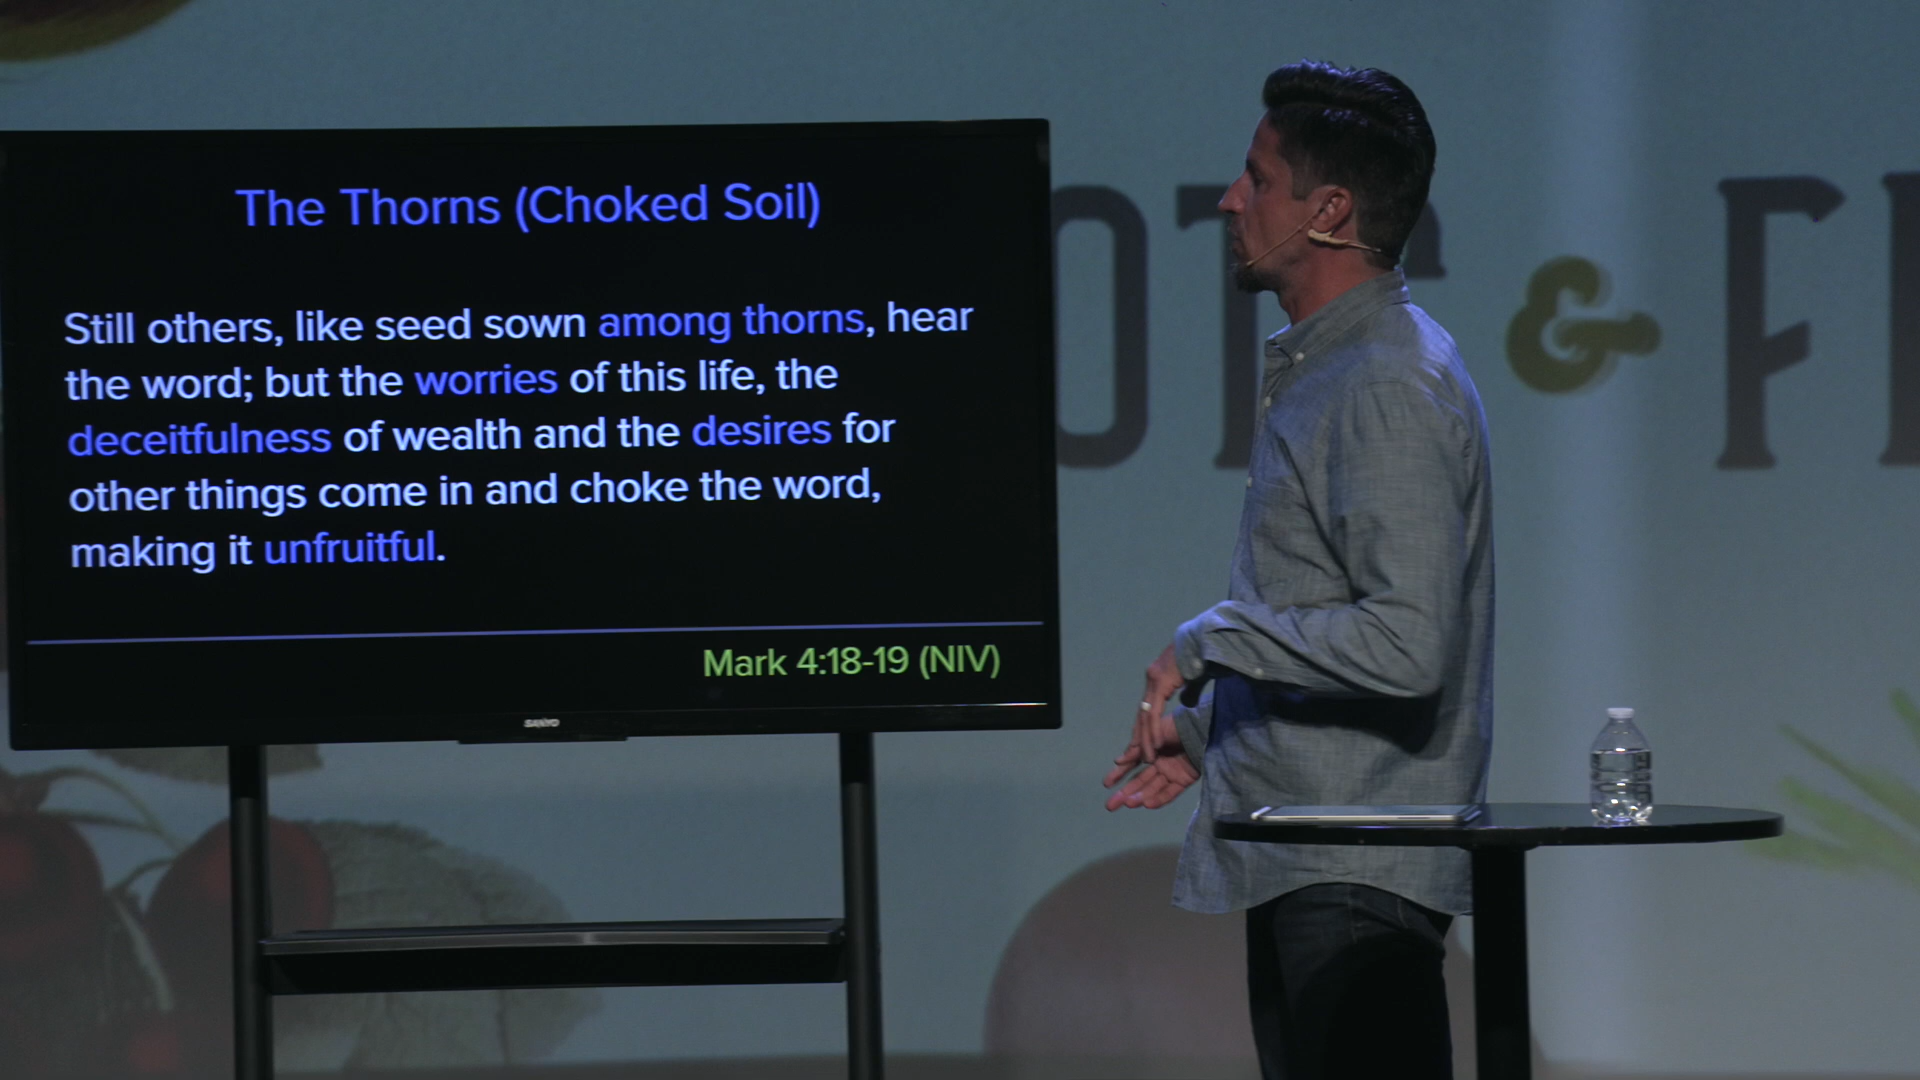 The Thorns (Choked Soil)
Still others, like seed sown among thorns, hear
the word; but the worries of this life, the
deceitfulness of wealth and the desires for
other things come in and choke the word,
making it unfruitful.
Mark 4:18-19 (NIV)
SANYO
&